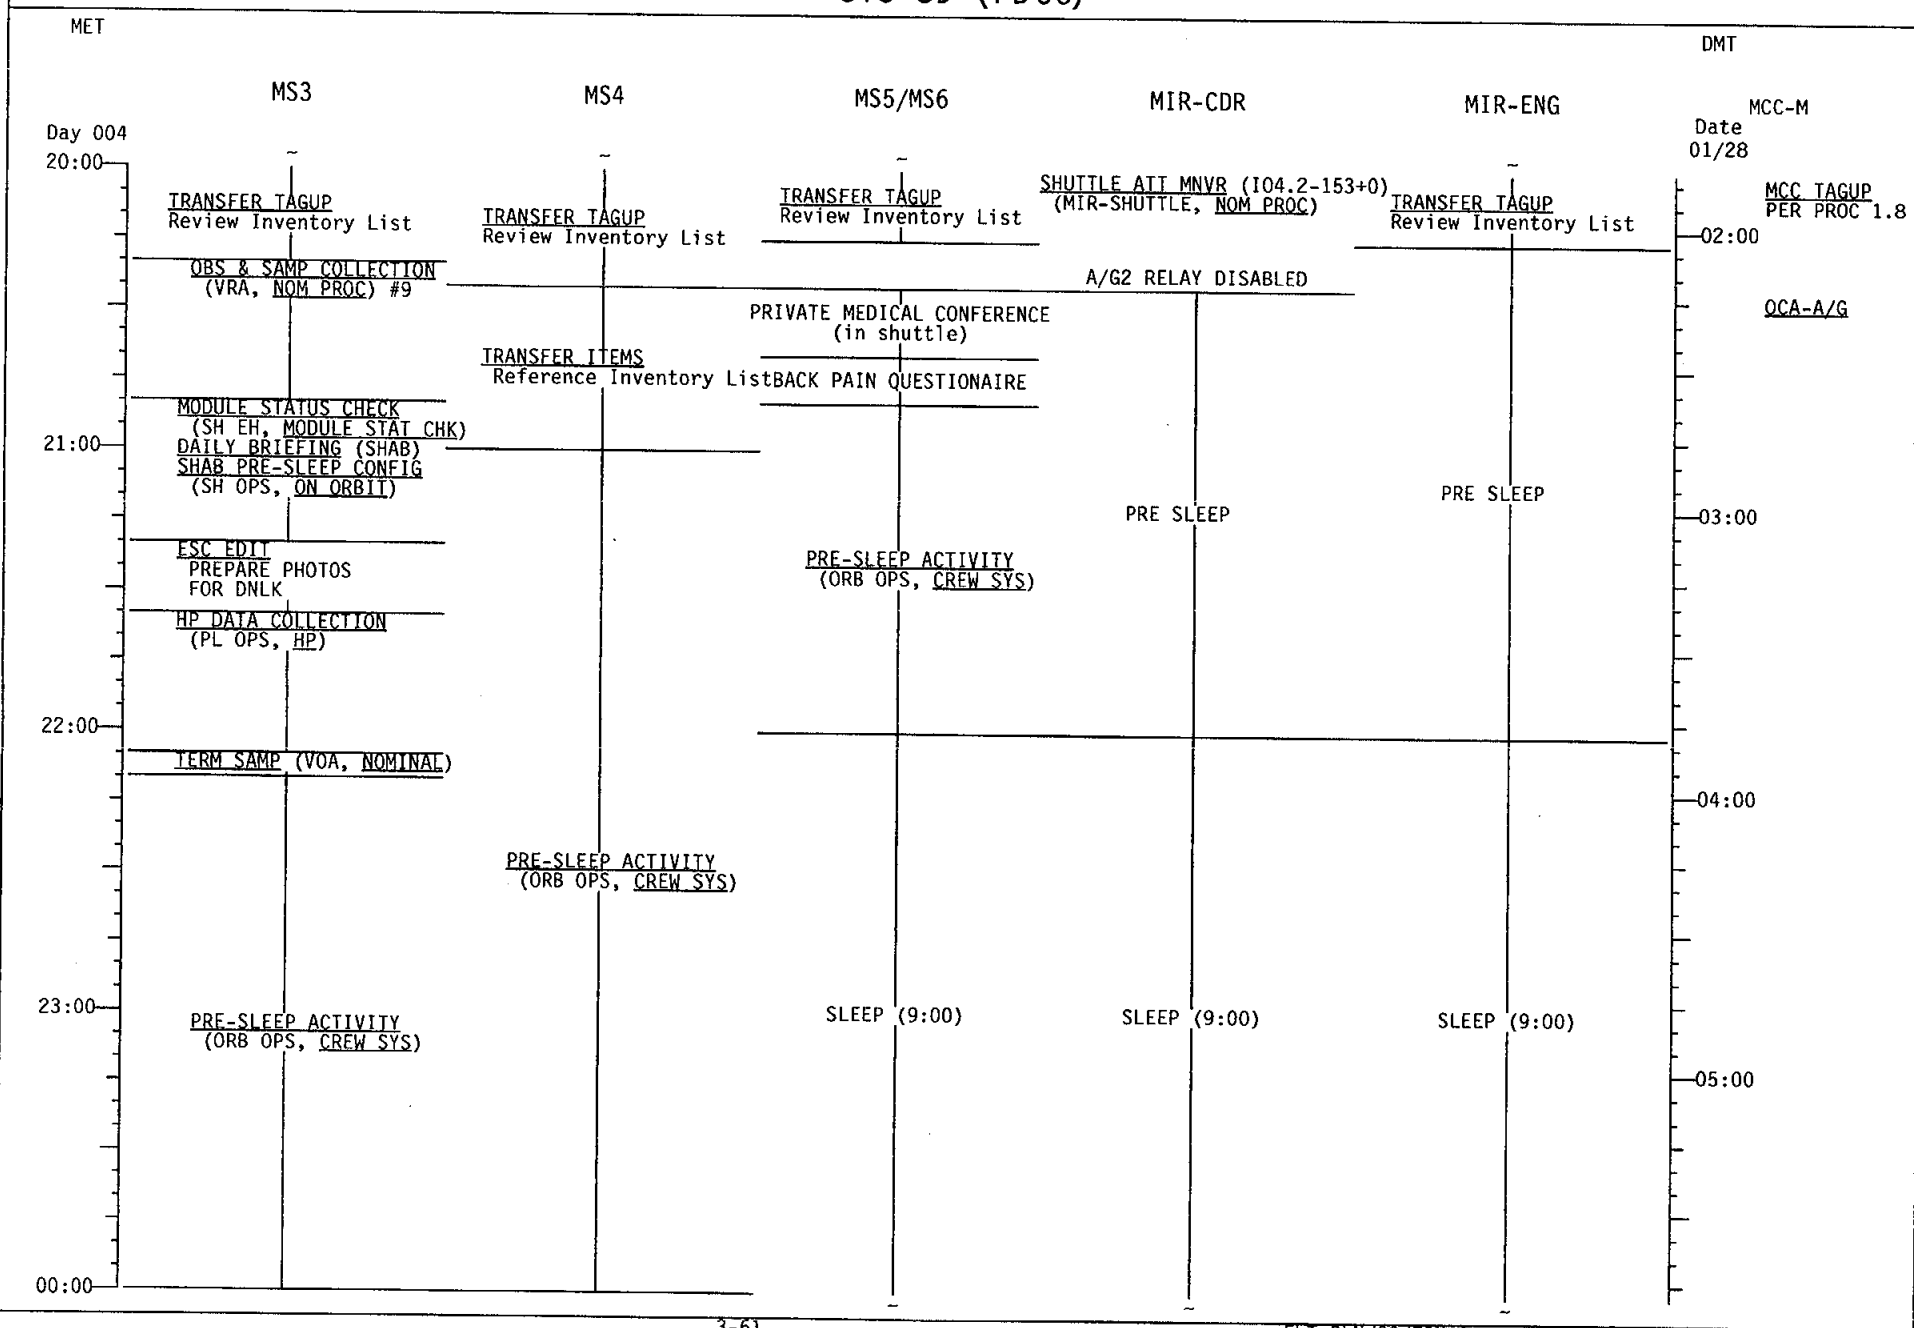 MET
DMT
MS3
MS4
MS5/MS6
MIR-CDR
MIR-ENG
MCC-M
Day 004
Date
01/28
20:00
TRANSFER TAGUP
Review Inventory List
TRANSFER TAGUP
Review Inventory List
TRANSFER TAGUP
Review Inventory List
SHUTTLE ATT MNVR (I04.2-153+0)
(MIR-SHUTTLE, NOM PROC)
TRANSFER TAGUP
Review Inventory List
MCC TAGUP
PER PROC 1.8
02:00
OBS & SAMP COLLECTION
(VRA, NOM PROC) #9
A/G2 RELAY DISABLED
PRIVATE MEDICAL CONFERENCE
(in shuttle)
OCA-A/G
TRANSFER ITEMS
Reference Inventory List
BACK PAIN QUESTIONAIRE
MODULE STATUS CHECK
(SH EH, MODULE STAT CHK)
21:00
DAILY BRIEFING (SHAB)
SHAB PRE-SLEEP CONFIG
(SH OPS, ON ORBIT)
PRE SLEEP
PRE SLEEP
03:00
ESC EDIT
PREPARE PHOTOS
FOR DNLK
PRE-SLEEP ACTIVITY
(ORB OPS, CREW SYS)
HP DATA COLLECTION
(PL OPS, HP)
22:00
TERM SAMP (VOA, NOMINAL)
04:00
PRE-SLEEP ACTIVITY
(ORB OPS, CREW SYS)
23:00
PRE-SLEEP ACTIVITY
(ORB OPS, CREW SYS)
SLEEP (9:00)
SLEEP (9:00)
SLEEP (9:00)
05:00
00:00
3-61